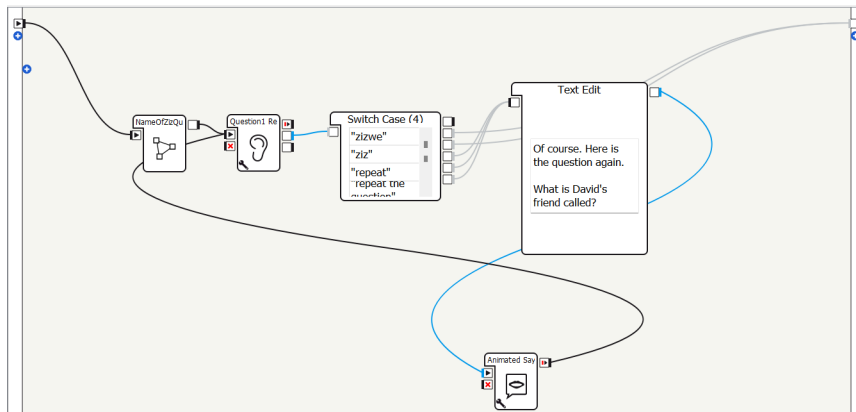 Text Edit
NameOfZizQu
Question1 Re
Switch Case (4)
"zizwe"
"ziz"
"repeat"
"repeat the
question"
Of course. Here is
the question again.
What is David's
friend called?
Animated Say